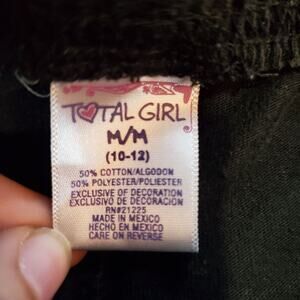 TOTAL GIRL
M/M
(10-12)
50% COTTON/ALGODON
50% POLYESTER/POLIESTER
EXCLUSIVE OF DECORATION
EXCLUSIVO DE DECORACION
RN#21225
MADE IN MEXICO
HECHO EN MEXICO
CARE ON REVERSE